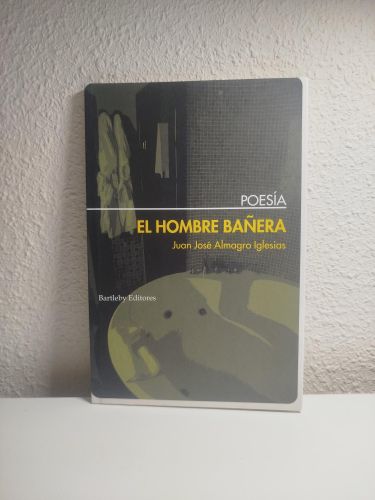 POESÍA
EL HOMBRE BAÑERA
Juan José Almagro Iglesias
Bartleby Editores